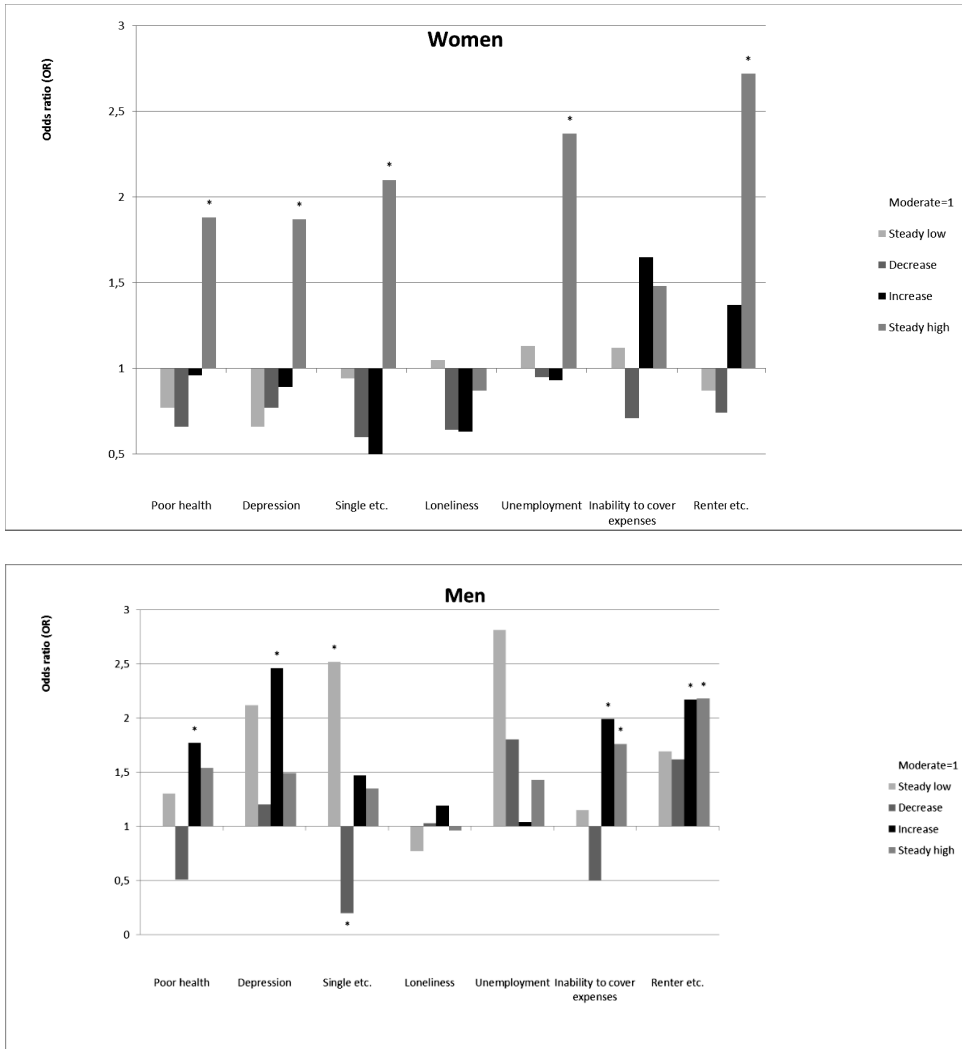 Women
Odds ratio (OR)
3
2,5
2
1,5
1
0,5
* * * * *
Moderate=1
Steady low
Decrease
Increase
Steady high
Poor health Depression Single etc. Loneliness Unemployment Inability to cover expenses Renter etc.
Men
Odds ratio (OR)
3
2,5
2
1,5
1
0,5
0
* * * * * * * *
Moderate=1
Steady low
Decrease
Increase
Steady high
Poor health Depression Single etc. Loneliness Unemployment Inability to cover expenses Renter etc.